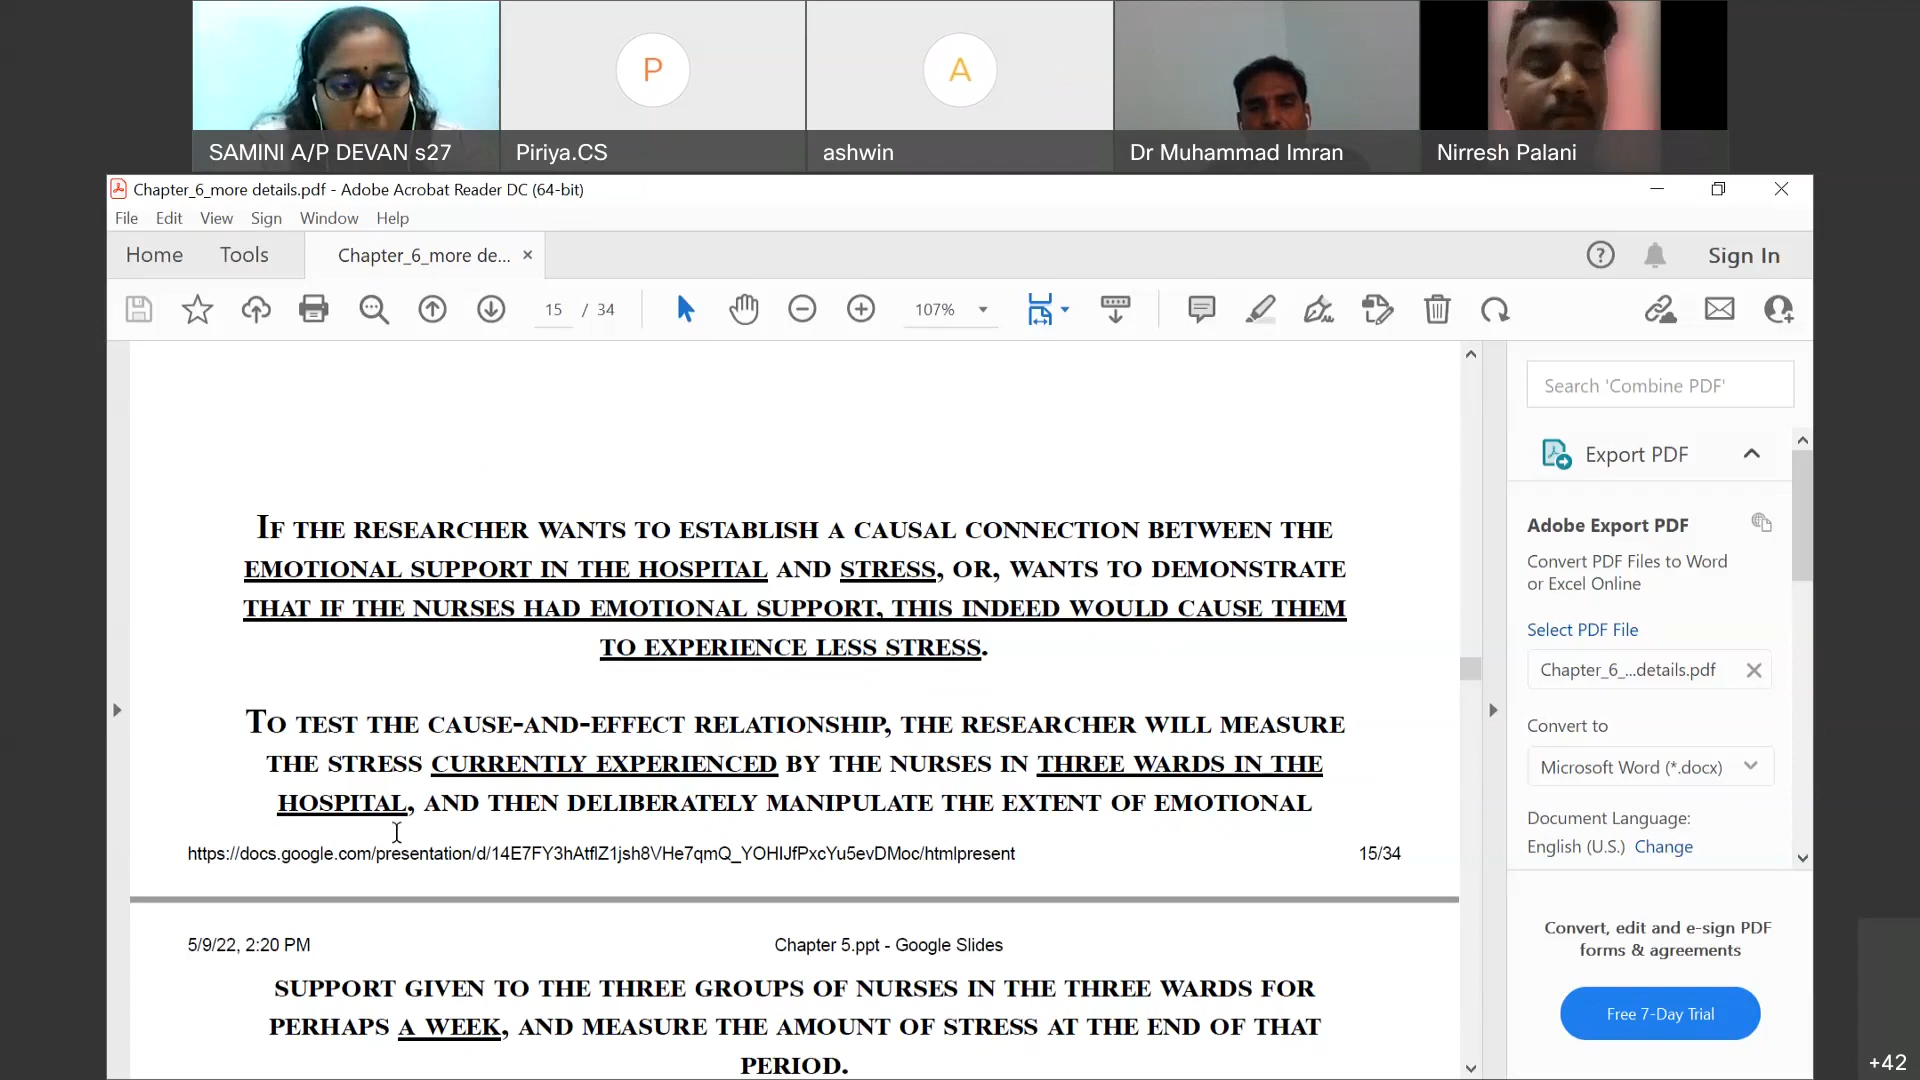 P
A
SAMINI A/P DEVAN s27
Piriya.CS
ashwin
Dr Muhammad Imran
Nirresh Palani
Chapter_6_more details.pdf - Adobe Acrobat Reader DC (64-bit)
File Edit View Sign Window Help
Home Tools Chapter_6_more de... × Sign In
15 / 34 107%
Search 'Combine PDF'
Export PDF
Adobe Export PDF
Convert PDF Files to Word
or Excel Online
Select PDF File
Chapter_6_...details.pdf
Convert to
Microsoft Word (*.docx)
Document Language:
English (U.S.) Change
Convert, edit and e-sign PDF
forms & agreements
Free 7-Day Trial
IF THE RESEARCHER WANTS TO ESTABLISH A CAUSAL CONNECTION BETWEEN THE
EMOTIONAL SUPPORT IN THE HOSPITAL AND STRESS, OR, WANTS TO DEMONSTRATE
THAT IF THE NURSES HAD EMOTIONAL SUPPORT, THIS INDEED WOULD CAUSE THEM
TO EXPERIENCE LESS STRESS.
TO TEST THE CAUSE-AND-EFFECT RELATIONSHIP, THE RESEARCHER WILL MEASURE
THE STRESS CURRENTLY EXPERIENCED BY THE NURSES IN THREE WARDS IN THE
HOSPITAL, AND THEN DELIBERATELY MANIPULATE THE EXTENT OF EMOTIONAL
15/34
5/9/22, 2:20 PM Chapter 5.ppt - Google Slides
SUPPORT GIVEN TO THE THREE GROUPS OF NURSES IN THE THREE WARDS FOR
PERHAPS A WEEK, AND MEASURE THE AMOUNT OF STRESS AT THE END OF THAT
PERIOD.
+42